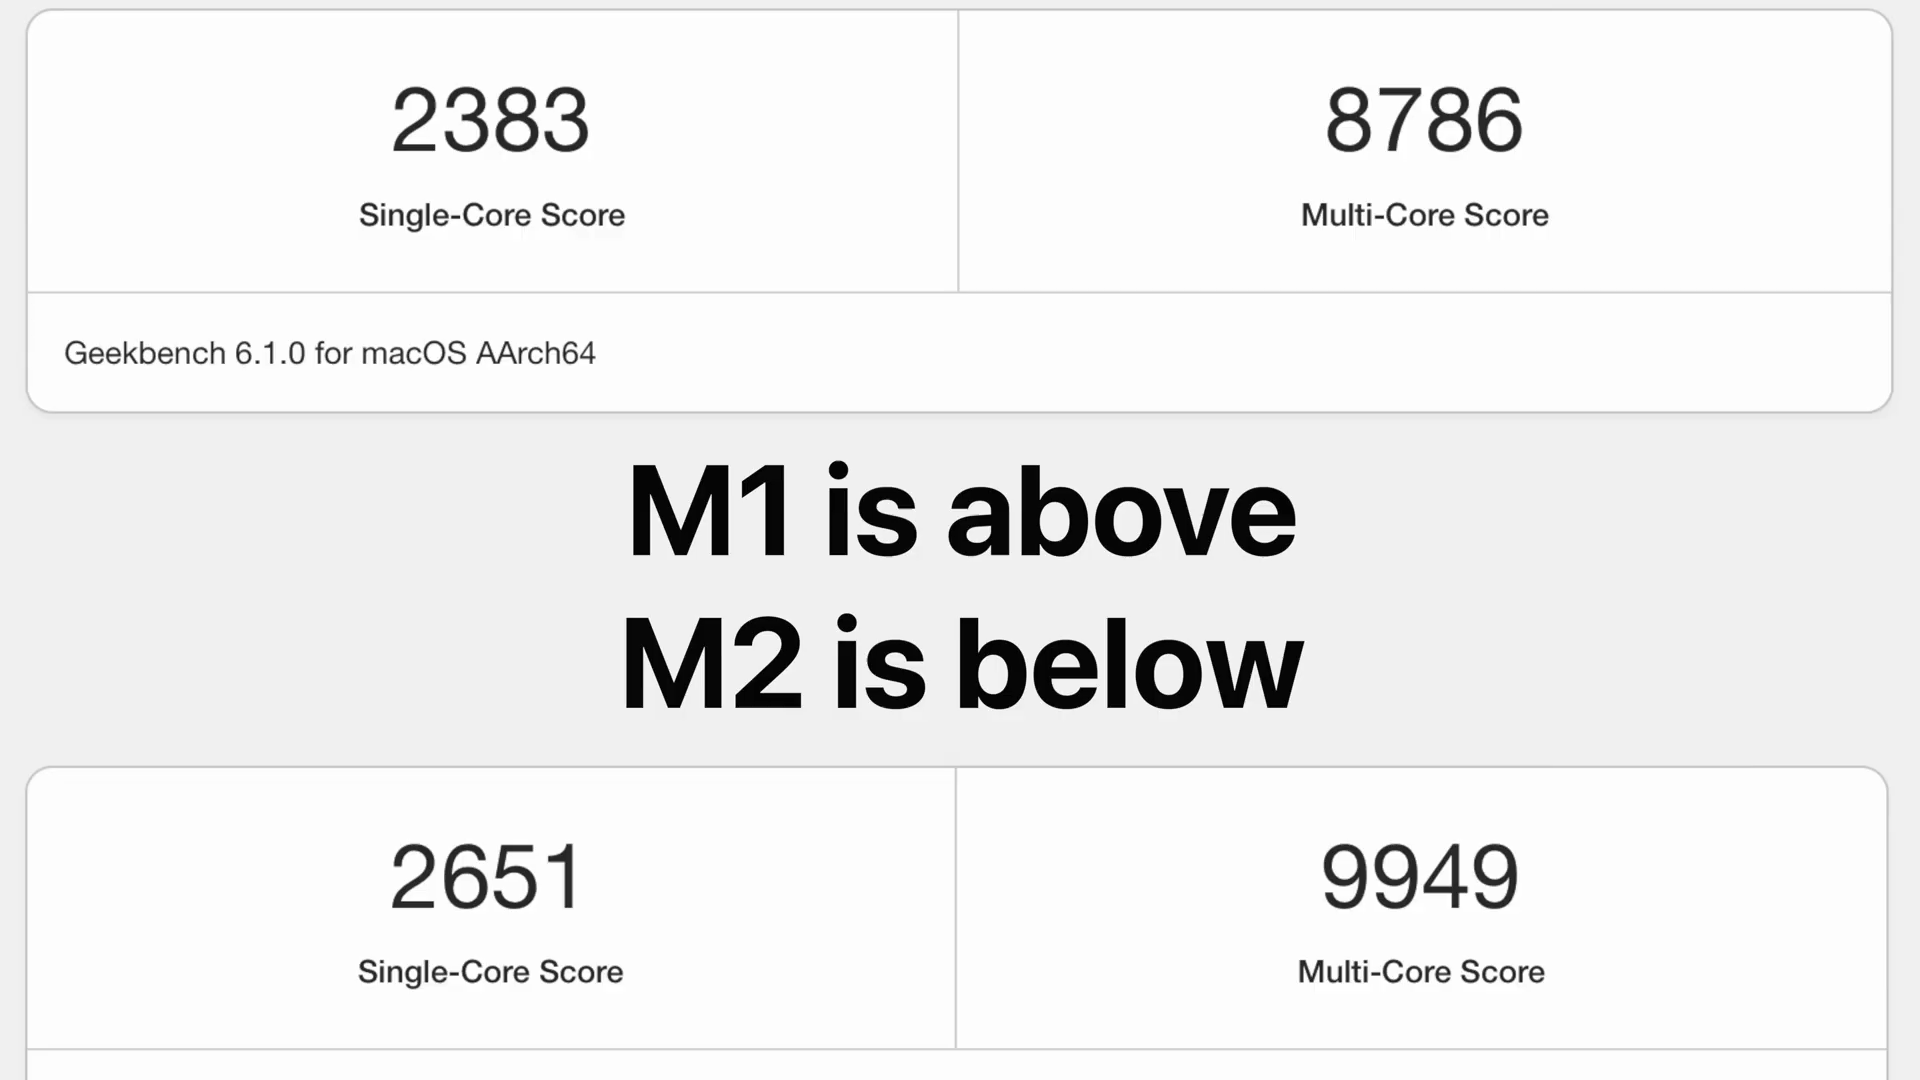 2383 8786
Single-Core Score Multi-Core Score
Geekbench 6.1.0 for macOS AArch64
M1 is above
M2 is below
2651 9949
Single-Core Score Multi-Core Score